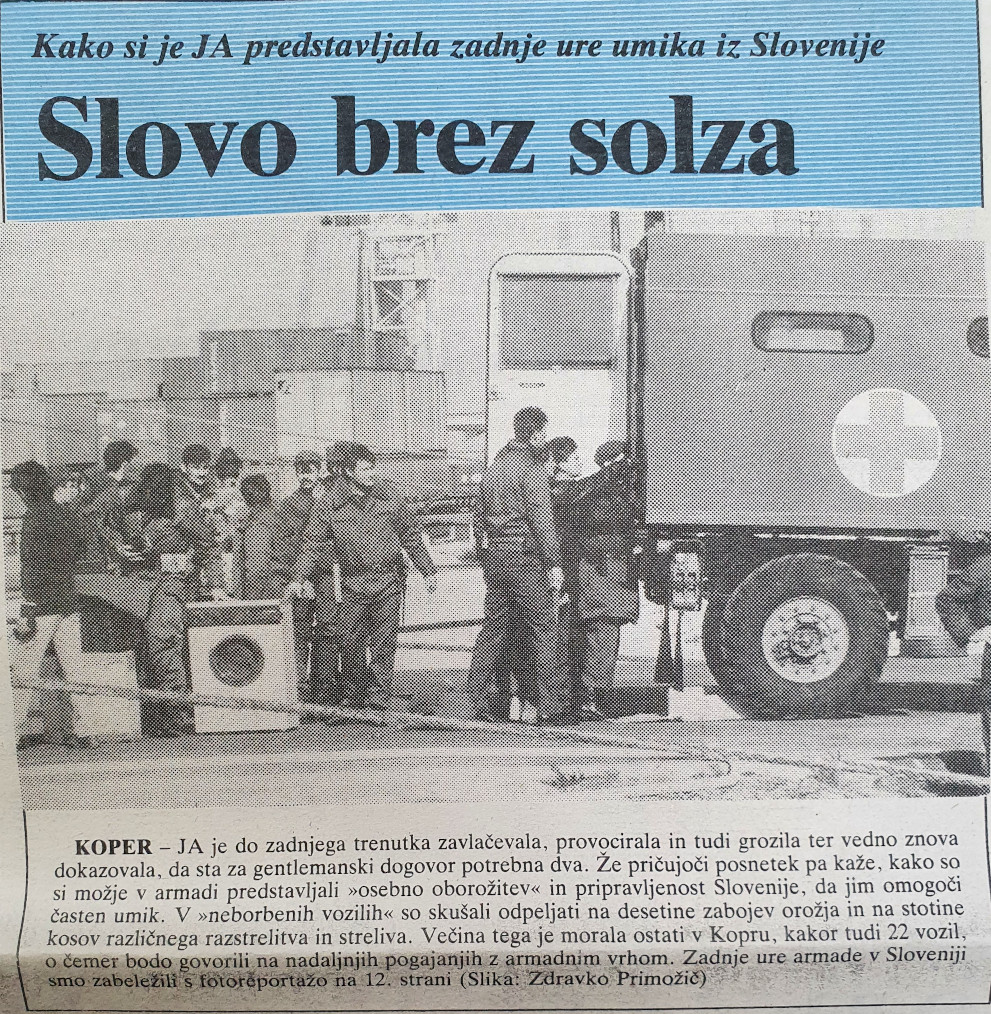 Kako si je JA predstavljala zadnje ure umika iz Slovenije
Slovo brez solza
KOPER – JA je do zadnjega trenutka zavlačevala, provocirala in tudi grozila ter vedno znova
dokazovala, da sta za gentlemanski dogovor potrebna dva. Že pričujoči posnetek pa kaže, kako so
si možje v armadi predstavljali »osebno oborožitev« in pripravljenost Slovenije, da jim omogoči
časten umik. V »neborbenih vozilih« so skušali odpeljati na desetine zabojev orožja in na stotine
kosov različnega razstrelitva in streliva. Večina tega je morala ostati v Kopru, kakor tudi 22 vozil,
o čemer bodo govorili na nadaljnjih pogajanjih z armadnim vrhom. Zadnje ure armade v Sloveniji
smo zabeležili s fotoreportažo na 12. strani (Slika: Zdravko Primožič)